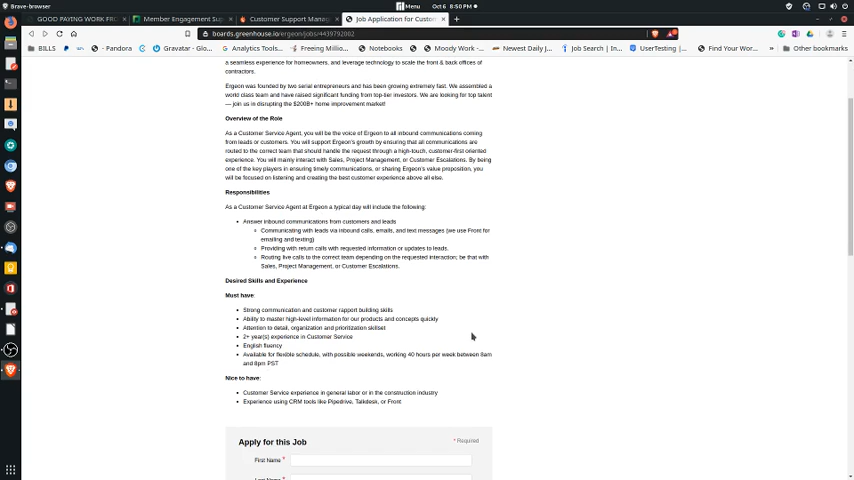 Brave-browser
Menu
Oct 6 8:50 PM
GOOD PAYING WORK FRO
Member Engagement Sup
Customer Support Manag
Job Application for Custom
boards.greenhouse.io/ergeon/jobs/4439792002
BILLS
- Pandora
Gravatar - Glo...
Analytics Tools...
Freeing Millio...
Notebooks
Moody Work -...
Newest Daily J...
Job Search | In...
UserTesting |...
Find Your Wo...
Other bookmarks
a seamless experience for homeowners, and leverage technology to scale the front & back offices of
contractors.
Ergeon was founded by two serial entrepreneurs and has been growing extremely fast. We assembled a
world class team and have raised significant funding from top-tier investors. We are looking for top talent
— join us in disrupting the $200B+ home improvement market!
Overview of the Role
As a Customer Service Agent, you will be the voice of Ergeon to all inbound communications coming
from leads or customers. You will support Ergeon's growth by ensuring that all communications are
routed to the correct team that should handle the request through a high-touch, customer-first oriented
experience. You will mainly interact with Sales, Project Management, or Customer Escalations. By being
one of the key players in ensuring timely communications, or sharing Ergeon's value proposition, you
will be focused on listening and creating the best customer experience above all else.
Responsibilities
As a Customer Service Agent at Ergeon a typical day will include the following:
Answer inbound communications from customers and leads
Communicating with leads via inbound calls, emails, and text messages (we use Front for
emailing and texting)
Providing with return calls with requested information or updates to leads.
Routing live calls to the correct team depending on the requested interaction; be that with
Sales, Project Management, or Customer Escalations.
Desired Skills and Experience
Must have:
Strong communication and customer rapport building skills
Ability to master high-level information for our products and concepts quickly
Attention to detail, organization and prioritization skillset
2+ year(s) experience in Customer Service
English fluency
Available for flexible schedule, with possible weekends, working 40 hours per week between 8am
and 8pm PST
Nice to have:
Customer Service experience in general labor or in the construction industry
Experience using CRM tools like Pipedrive, Talkdesk, or Front
Apply for this Job
* Required
First Name *